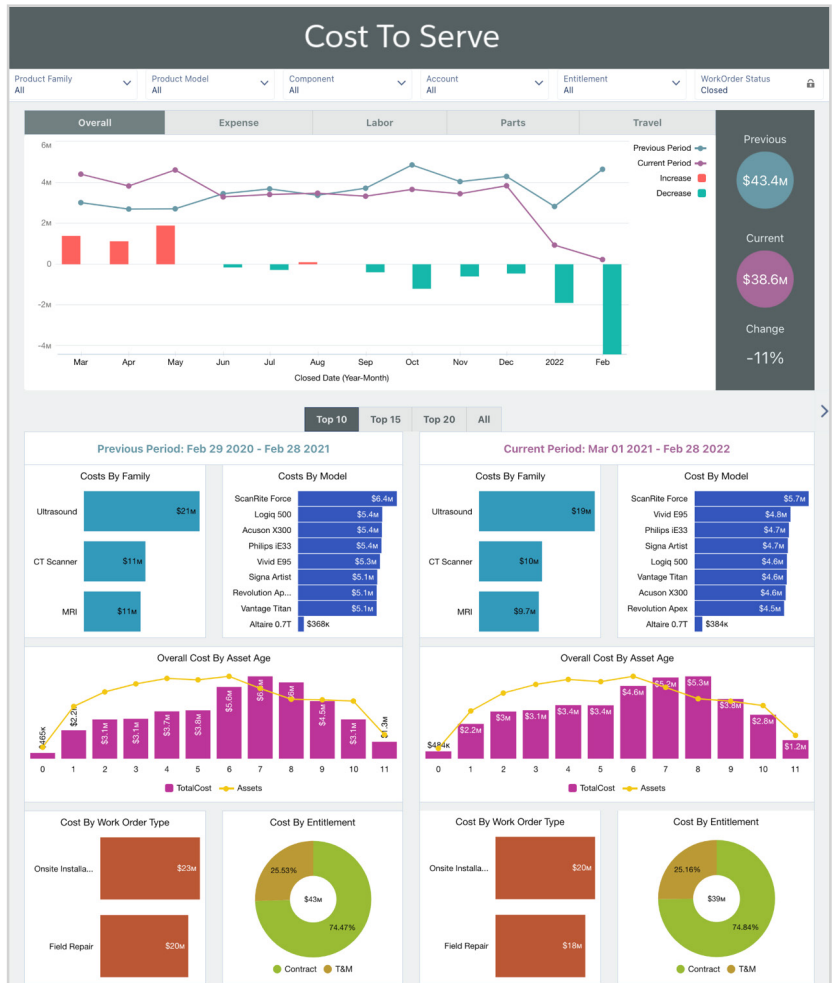 Cost To Serve
Product Family
All
Product Model
All
Component
All
Account
All
Entitlement
All
WorkOrder Status
Closed
Overall
Expense
Labor
Parts
Travel
6M
4M
2M
0
-2M
-4M
Mar Apr May Jun Jul Aug Sep Oct Nov Dec 2022 Feb
Closed Date (Year-Month)
Previous Period
Current Period
Increase
Decrease
Previous
$43.4M
Current
$38.6M
Change
-11%
Top 10
Top 15
Top 20
All
Previous Period: Feb 29 2020 - Feb 28 2021
Costs By Family
Ultrasound $21M
CT Scanner $11M
MRI $11M
Costs By Model
ScanRite Force $6.4M
Logiq 500 $5.4M
Acuson X300 $5.4M
Philips iE33 $5.4M
Vivid E95 $5.3M
Signa Artist $5.1M
Revolution Ap... $5.1M
Vantage Titan $5.1M
Altaire 0.7T $368K
Overall Cost By Asset Age
$465K $2.2 $3.1M $3.1M $3.7M $3.8M $5.6M $4.5M $3.1M
0 1 2 3 4 5 6 7 8 9 10 11
TotalCost Assets
Cost By Work Order Type
Onsite Installa... $23M
Field Repair $20M
Cost By Entitlement
25.53%
$43M
74.47%
Contract T&M
Current Period: Mar 01 2021 - Feb 28 2022
Costs By Family
Ultrasound $19M
CT Scanner $10M
MRI $9.7M
Cost By Model
ScanRite Force $5.7M
Vivid E95 $4.8M
Philips iE33 $4.7M
Signa Artist $4.7M
Logiq 500 $4.6M
Vantage Titan $4.6M
Acuson X300 $4.6M
Revolution Apex $4.5M
Altaire 0.7T $384K
Overall Cost By Asset Age
$484K $2.2M $3M $3.1M $3.4M $3.4M $4.6M $5.2M $5.3M $3.8M $2.8M $1.2M
0 1 2 3 4 5 6 7 8 9 10 11
TotalCost Assets
Cost By Work Order Type
Onsite Installa... $20M
Field Repair $18M
Cost By Entitlement
25.16%
$39M
74.84%
Contract T&M